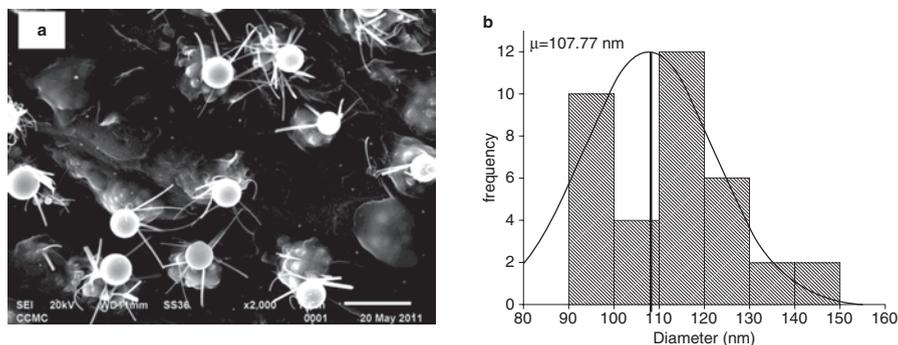 a
SEI 20kV WD11mm SS36 x2,000
CCMC 0001 20 May 2011
b
μ=107.77 nm
frequency
12
10
8
6
4
2
0
80 90 100 110 120 130 140 150 160
Diameter (nm)